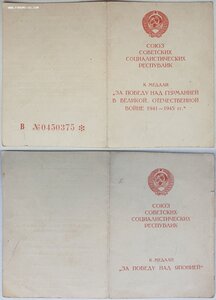 СОЮЗ
СОВЕТСКИХ
СОЦИАЛИСТИЧЕСКИХ
РЕСПУБЛИК
К МЕДАЛИ
„ЗА ПОБЕДУ НАД ГЕРМАНИЕЙ
В ВЕЛИКОЙ ОТЕЧЕСТВЕННОЙ
ВОЙНЕ 1941—1945 гг."
В №0450375 ✻
СОЮЗ
СОВЕТСКИХ
СОЦИАЛИСТИЧЕСКИХ
РЕСПУБЛИК
К МЕДАЛИ
„ЗА ПОБЕДУ НАД ЯПОНИЕЙ"